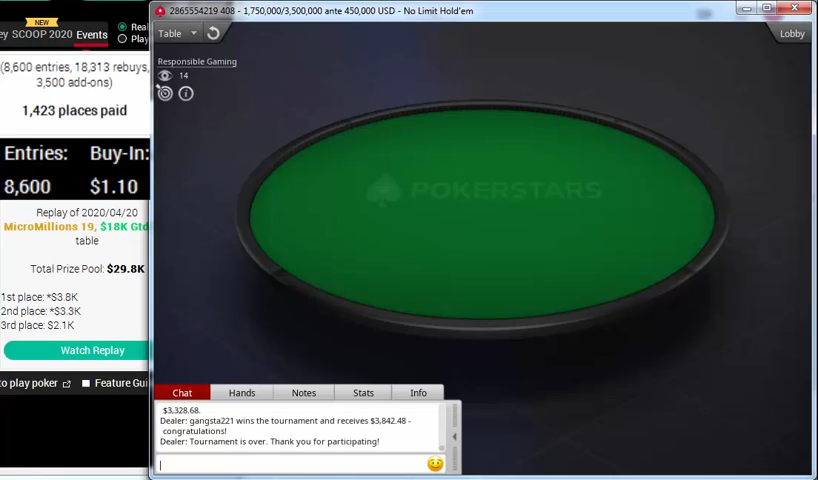 2865554219 408 - 1,750,000/3,500,000 ante 450,000 USD - No Limit Hold'em
Table
Lobby
Responsible Gaming
14
POKERSTARS
NEW
ey SCOOP 2020 Events
Real
Play
(8,600 entries, 18,313 rebuys,
3,500 add-ons)
1,423 places paid
Entries: Buy-In:
8,600 $1.10
Replay of 2020/04/20
MicroMillions 19, $18K Gtd
table
Total Prize Pool: $29.8K
1st place: *$3.8K
2nd place: *$3.3K
3rd place: $2.1K
Watch Replay
to play poker Feature Gui
Chat Hands Notes Stats Info
$3,328.68.
Dealer: gangsta221 wins the tournament and receives $3,842.48 -
congratulations!
Dealer: Tournament is over. Thank you for participating!